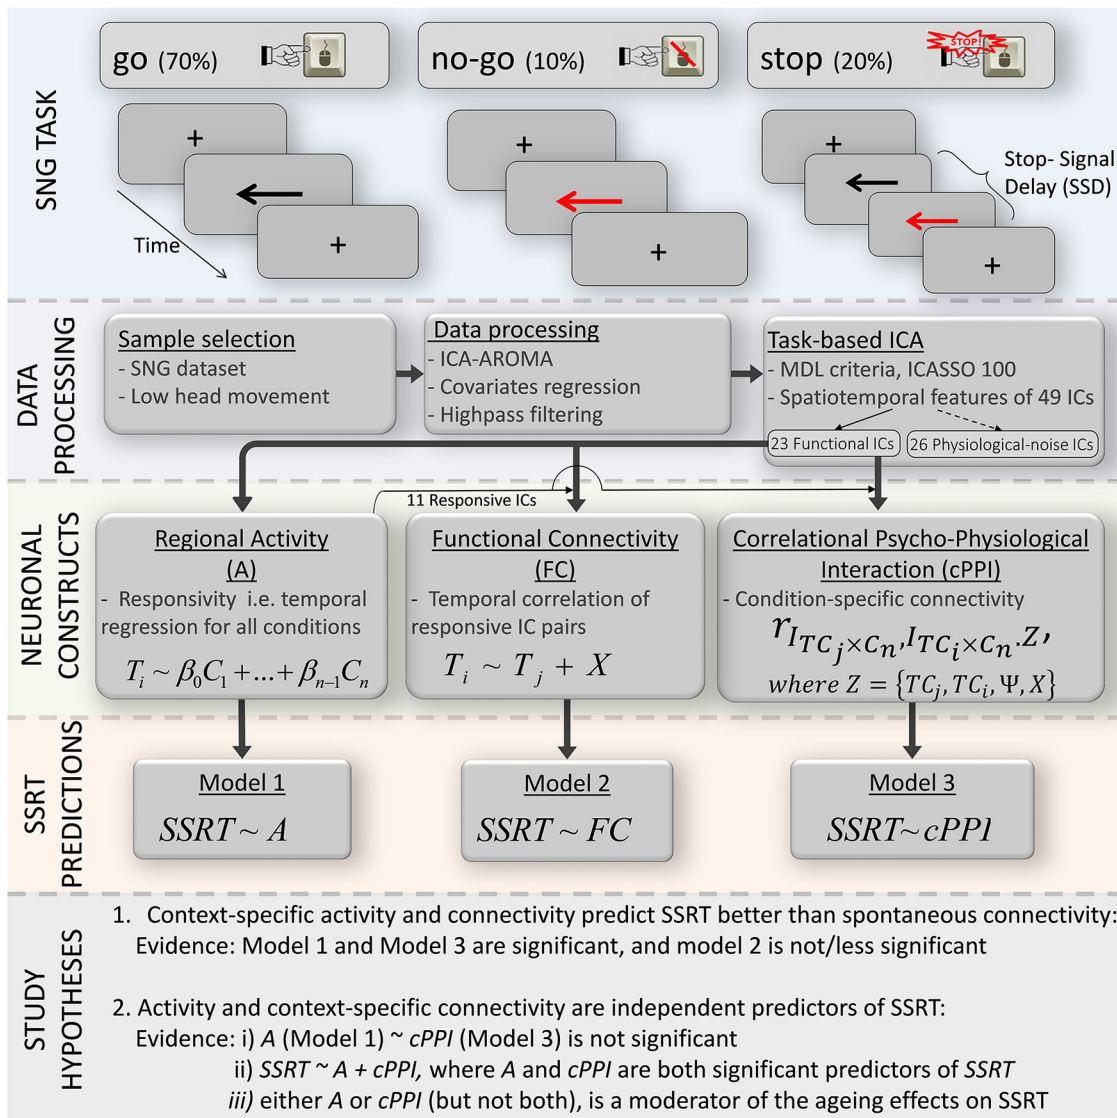 SNG TASK
go (70%)
no-go (10%)
stop (20%)
STOP!
+
+
+
+
+
+
+
Time
Stop- Signal
Delay (SSD)
DATA
PROCESSING
Sample selection
- SNG dataset
- Low head movement
Data processing
- ICA-AROMA
- Covariates regression
- Highpass filtering
Task-based ICA
- MDL criteria, ICASSO 100
- Spatiotemporal features of 49 ICs
23 Functional ICs
26 Physiological-noise ICs
11 Responsive ICs
NEURONAL
CONSTRUCTS
Regional Activity
(A)
- Responsivity i.e. temporal
regression for all conditions
T_i ~ β_0C_1 +...+ β_{n-1}C_n
Functional Connectivity
(FC)
- Temporal correlation of
responsive IC pairs
T_i ~ T_j + X
Correlational Psycho-Physiological
Interaction (cPPI)
- Condition-specific connectivity
r_{I_{TC_j×C_n},I_{TC_i×C_n}.Z},
where Z = {TC_j, TC_i, Ψ, X}
SSRT
PREDICTIONS
Model 1
SSRT ~ A
Model 2
SSRT ~ FC
Model 3
SSRT~cPPI
STUDY
HYPOTHESES
1. Context-specific activity and connectivity predict SSRT better than spontaneous connectivity:
Evidence: Model 1 and Model 3 are significant, and model 2 is not/less significant
2. Activity and context-specific connectivity are independent predictors of SSRT:
Evidence: i) A (Model 1) ~ cPPI (Model 3) is not significant
ii) SSRT ~ A + cPPI, where A and cPPI are both significant predictors of SSRT
iii) either A or cPPI (but not both), is a moderator of the ageing effects on SSRT